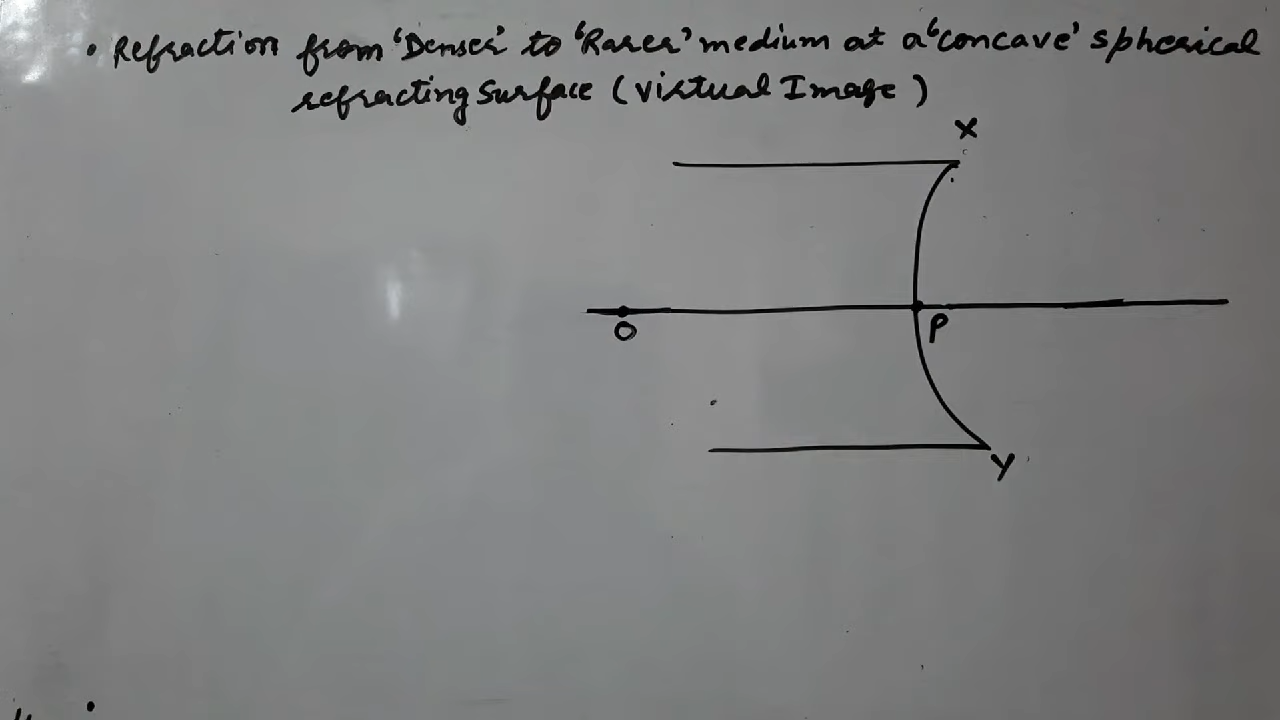 • Refraction from 'Denser' to 'Rarer' medium at a 'concave' spherical
refracting surface (virtual Image)
X
O
P
Y